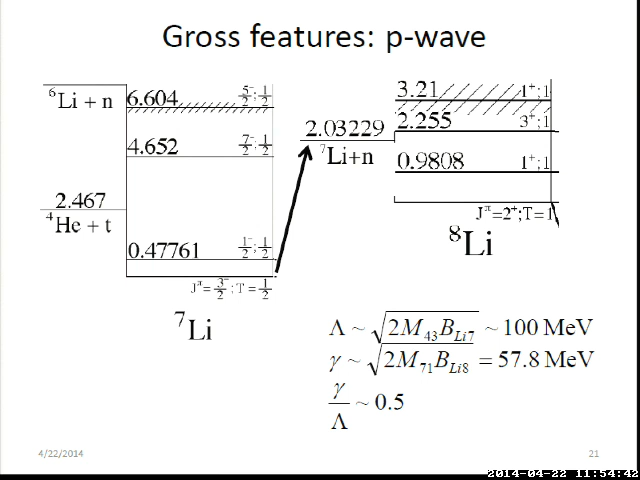 Gross features: p-wave
⁶Li + n
6.604
5⁻/2;1/2
4.652
7⁻/2;1/2
2.467
⁴He + t
0.47761
1⁻/2;1/2
Jπ=3⁻/2;T=1/2
⁷Li
2.03229
⁷Li+n
3.21
1⁺;1
2.255
3⁺;1
0.9808
1⁺;1
Jπ=2⁺;T=1
⁸Li
Λ ~ √2M₄₃B_Li7 ~ 100 MeV
γ ~ √2M₇₁B_Li8 = 57.8 MeV
γ/Λ ~ 0.5
4/22/2014
21
2014-04-22 11:54:42